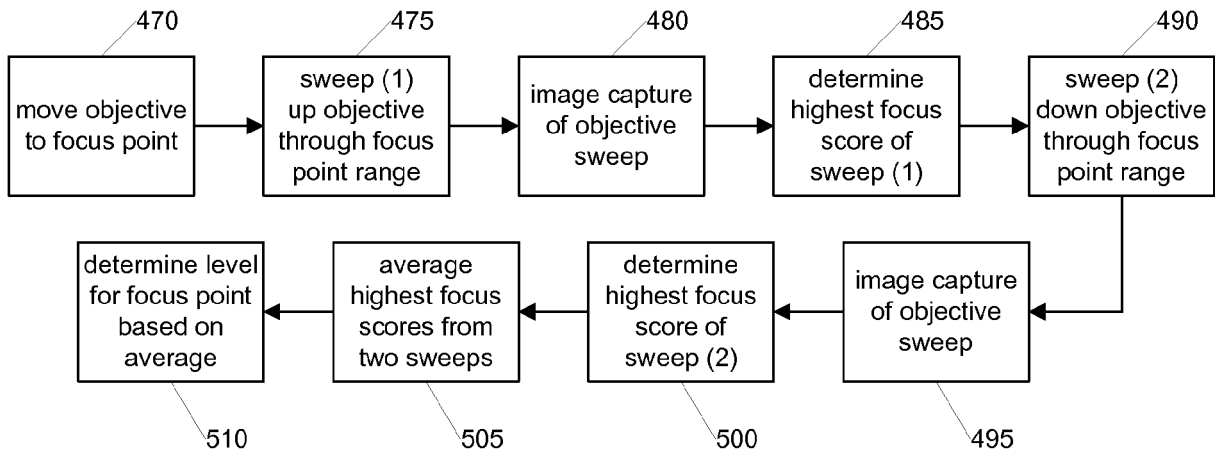 470
475
480
485
490
move objective
to focus point
sweep (1)
up objective
through focus
point range
image capture
of objective
sweep
determine
highest focus
score of
sweep (1)
sweep (2)
down objective
through focus
point range
determine level
for focus point
based on
average
average
highest focus
scores from
two sweeps
determine
highest focus
score of
sweep (2)
image capture
of objective
sweep
510
505
500
495